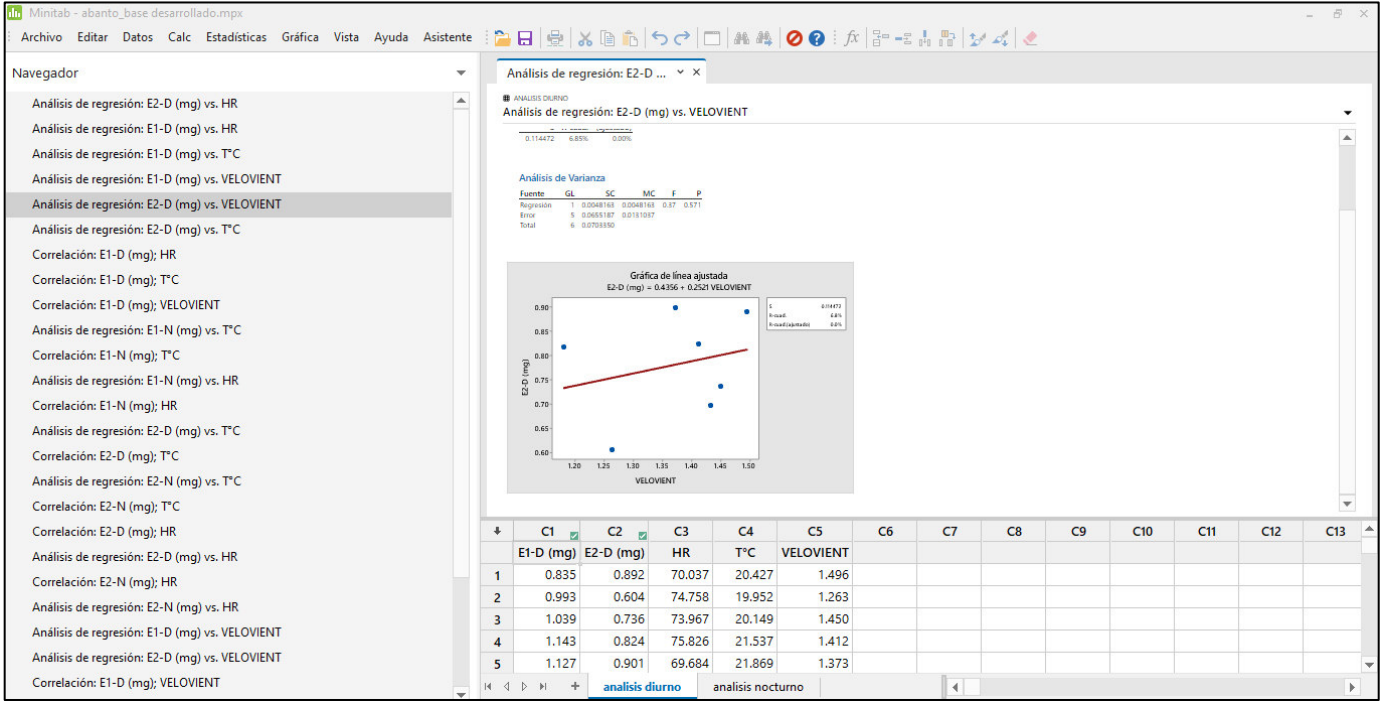 Minitab - abanto_base desarrollado.mpx
Archivo Editar Datos Calc Estadísticas Gráfica Vista Ayuda Asistente
Navegador
Análisis de regresión: E2-D (mg) vs. HR
Análisis de regresión: E1-D (mg) vs. HR
Análisis de regresión: E1-D (mg) vs. T°C
Análisis de regresión: E1-D (mg) vs. VELOVIENT
Análisis de regresión: E2-D (mg) vs. VELOVIENT
Análisis de regresión: E2-D (mg) vs. T°C
Correlación: E1-D (mg); HR
Correlación: E1-D (mg); T°C
Correlación: E1-D (mg); VELOVIENT
Análisis de regresión: E1-N (mg) vs. T°C
Correlación: E1-N (mg); T°C
Análisis de regresión: E1-N (mg) vs. HR
Correlación: E1-N (mg); HR
Análisis de regresión: E2-D (mg) vs. T°C
Correlación: E2-D (mg); T°C
Análisis de regresión: E2-N (mg) vs. T°C
Correlación: E2-N (mg); T°C
Correlación: E2-D (mg); HR
Análisis de regresión: E2-D (mg) vs. HR
Correlación: E2-N (mg); HR
Análisis de regresión: E2-N (mg) vs. HR
Análisis de regresión: E1-D (mg) vs. VELOVIENT
Análisis de regresión: E2-D (mg) vs. VELOVIENT
Correlación: E1-D (mg); VELOVIENT
Análisis de regresión: E2-D ...
ANALISIS DIURNO
Análisis de regresión: E2-D (mg) vs. VELOVIENT
0.114472 6.85% 0.00%
Análisis de Varianza
Fuente GL SC MC F P
Regresión 1 0.0048163 0.0048163 0.37 0.571
Error 5 0.0655187 0.0131037
Total 6 0.0703350
Gráfica de línea ajustada
E2-D (mg) = 0.4356 + 0.2521 VELOVIENT
S 0.114472
R-cuad. 6.8%
R-cuad.(ajustado) 0.0%
E2-D (mg)
0.90
0.85
0.80
0.75
0.70
0.65
0.60
1.20 1.25 1.30 1.35 1.40 1.45 1.50
VELOVIENT
C1 C2 C3 C4 C5 C6 C7 C8 C9 C10 C11 C12 C13
E1-D (mg) E2-D (mg) HR T°C VELOVIENT
1 0.835 0.892 70.037 20.427 1.496
2 0.993 0.604 74.758 19.952 1.263
3 1.039 0.736 73.967 20.149 1.450
4 1.143 0.824 75.826 21.537 1.412
5 1.127 0.901 69.684 21.869 1.373
analisis diurno analisis nocturno